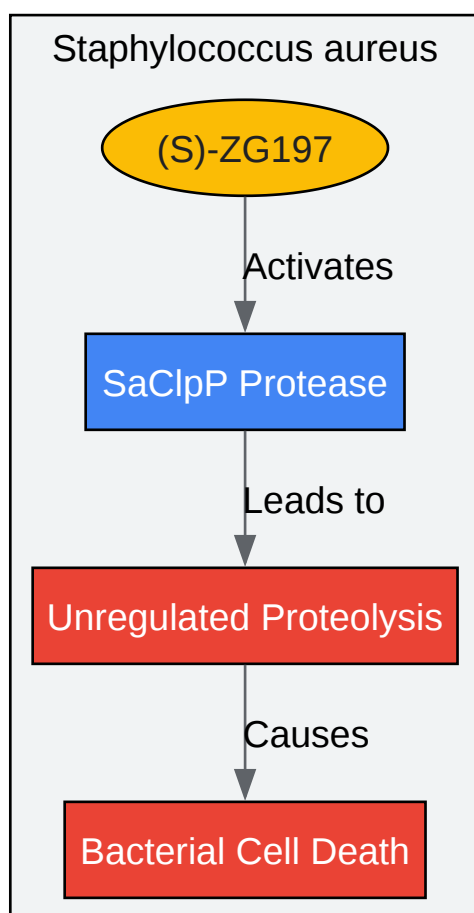 Staphylococcus aureus
(S)-ZG197
Activates
SaClpP Protease
Leads to
Unregulated Proteolysis
Causes
Bacterial Cell Death